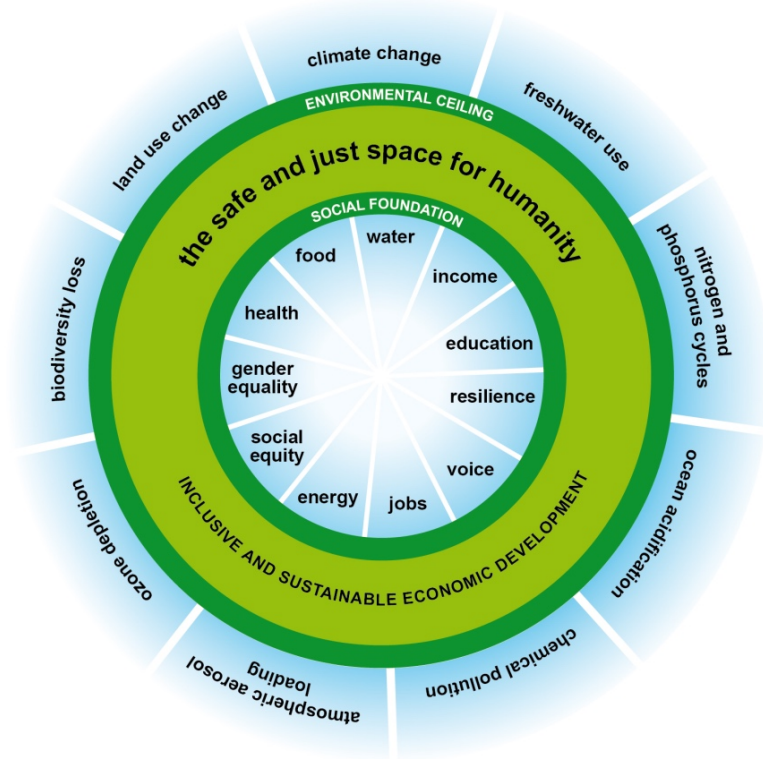 climate change
freshwater use
nitrogen and
phosphorus cycles
ocean acidification
chemical pollution
atmospheric aerosol
loading
ozone depletion
biodiversity loss
land use change
ENVIRONMENTAL CEILING
the safe and just space for humanity
SOCIAL FOUNDATION
water
income
education
resilience
voice
jobs
energy
social
equity
gender
equality
health
food
INCLUSIVE AND SUSTAINABLE ECONOMIC DEVELOPMENT